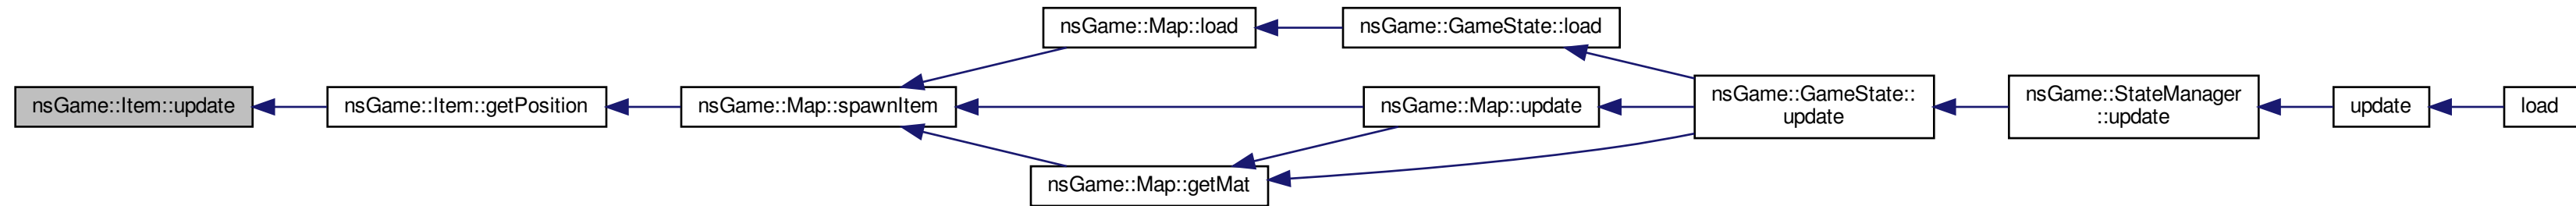 nsGame::Map::load
nsGame::GameState::load
nsGame::Item::update
nsGame::Item::getPosition
nsGame::Map::spawnItem
nsGame::Map::update
nsGame::GameState::
update
nsGame::StateManager
::update
update
load
nsGame::Map::getMat